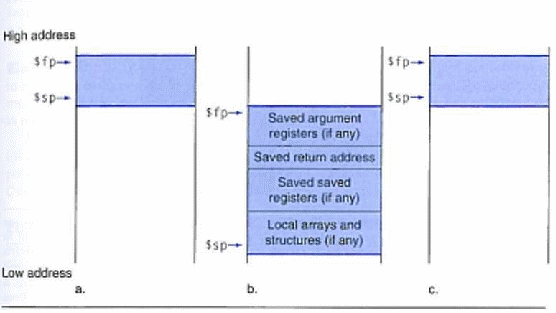 High address
$fp
$sp
$fp
$sp
Saved argument
registers (if any)
Saved return address
Saved saved
registers (if any)
Local arrays and
structures (if any)
$fp
$sp
Low address
a.
b.
c.